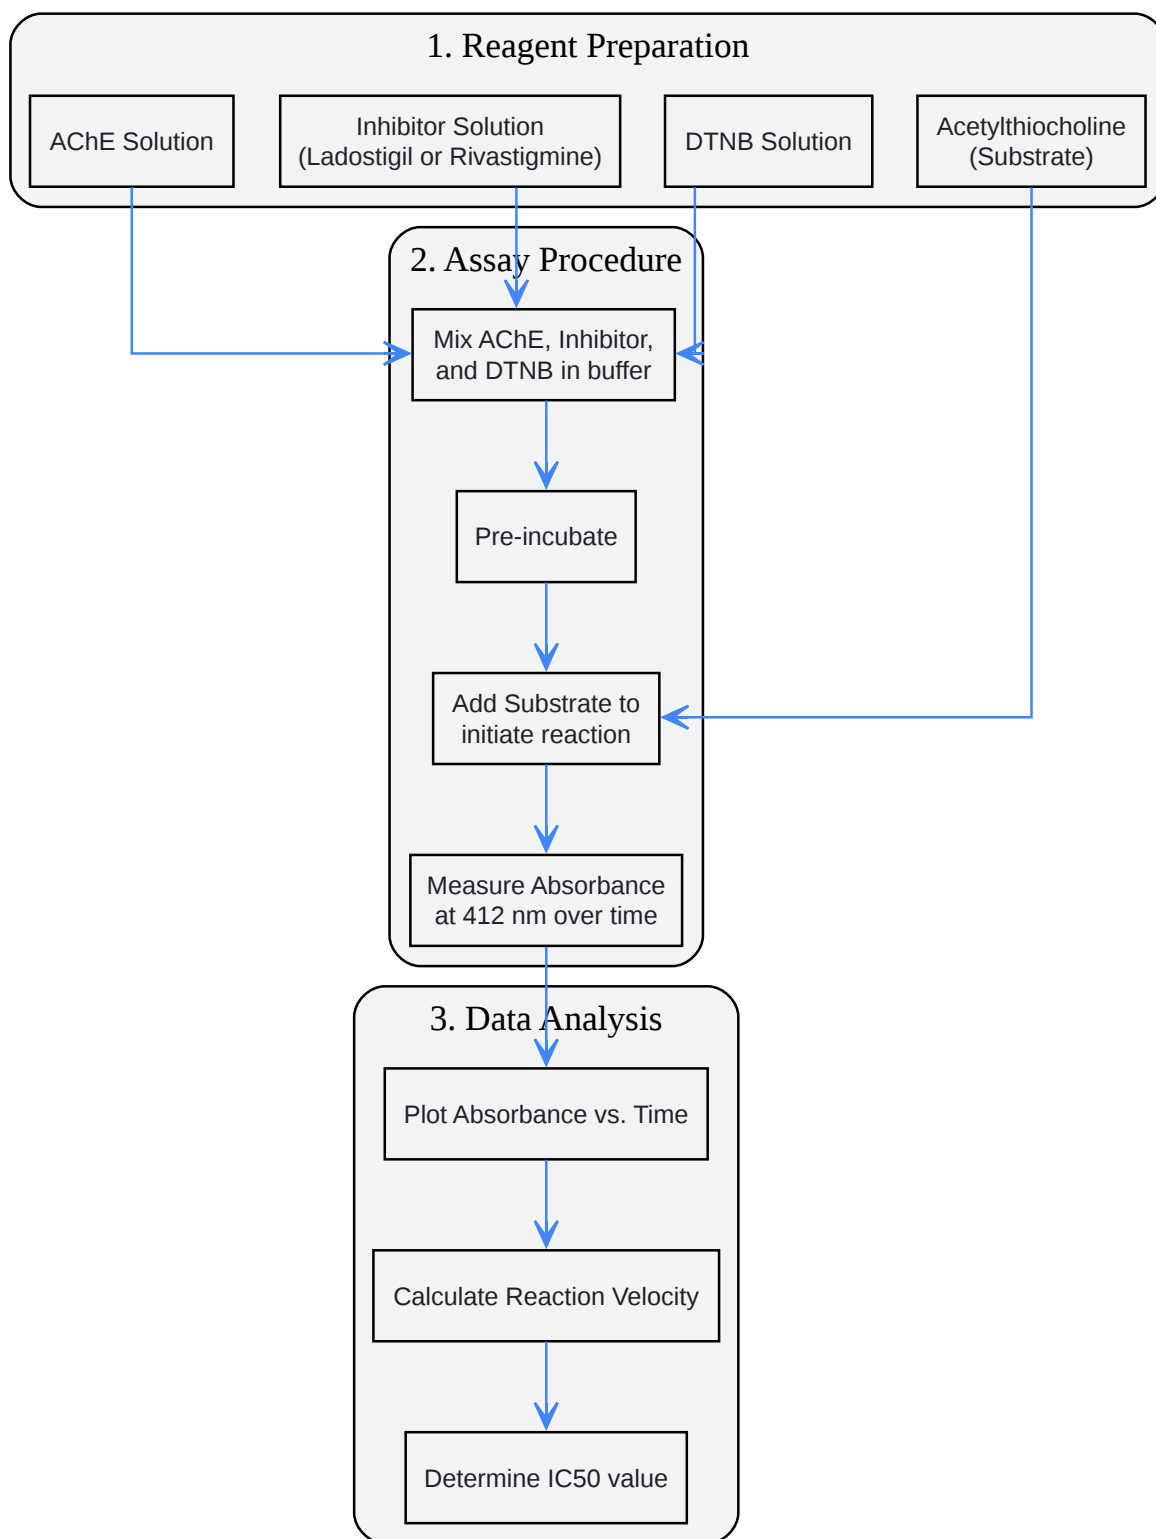 1. Reagent Preparation
AChE Solution
Inhibitor Solution
(Ladostigil or Rivastigmine)
DTNB Solution
Acetylthiocholine
(Substrate)
2. Assay Procedure
Mix AChE, Inhibitor,
and DTNB in buffer
Pre-incubate
Add Substrate to
initiate reaction
Measure Absorbance
at 412 nm over time
3. Data Analysis
Plot Absorbance vs. Time
Calculate Reaction Velocity
Determine IC50 value